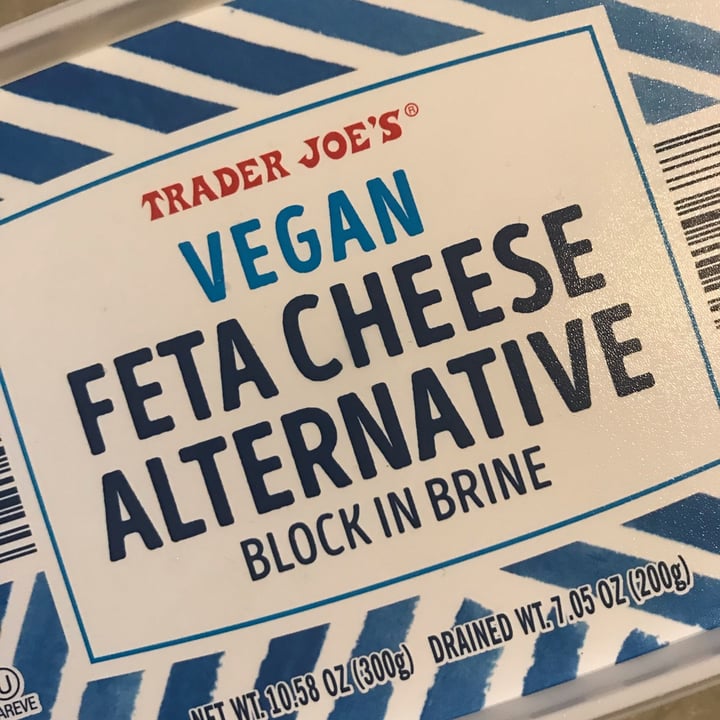 TRADER JOE'S®
VEGAN
FETA CHEESE
ALTERNATIVE
BLOCK IN BRINE
NET WT. 10.58 OZ (300g) DRAINED WT. 7.05 OZ (200g)
U